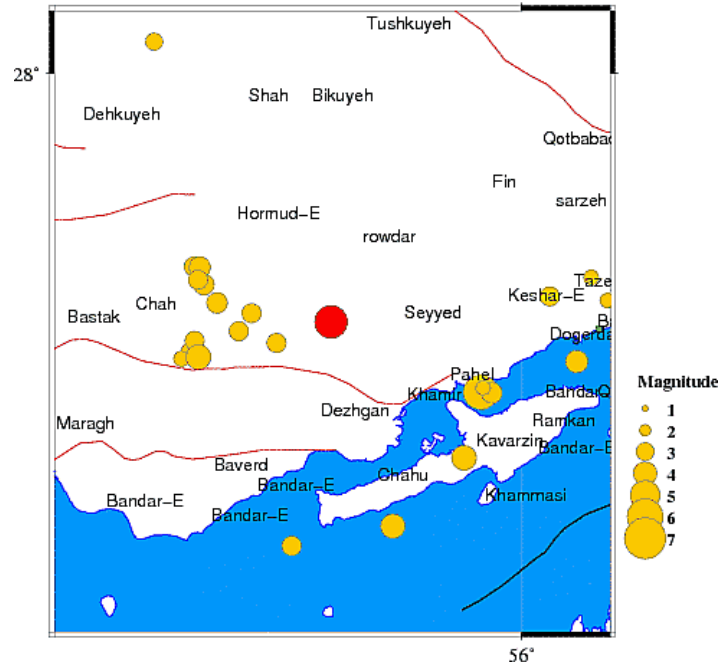 Tushkuyeh
28°
Shah Bikuyeh
Dehkuyeh
Qotbabad
Fin
sarzeh
Hormud-E
rowdar
Taze
Keshar-E
Chah
Seyyed
Bastak
Dogerda
Pahel
Khamir
Bandar
Magnitude
1
Dezhgan
Ramkan
2
Maragh
Kavarzin
Bandar-E
3
Baverd
Chahu
4
Bandar-E
Khammasi
5
Bandar-E
Bandar-E
6
7
56°